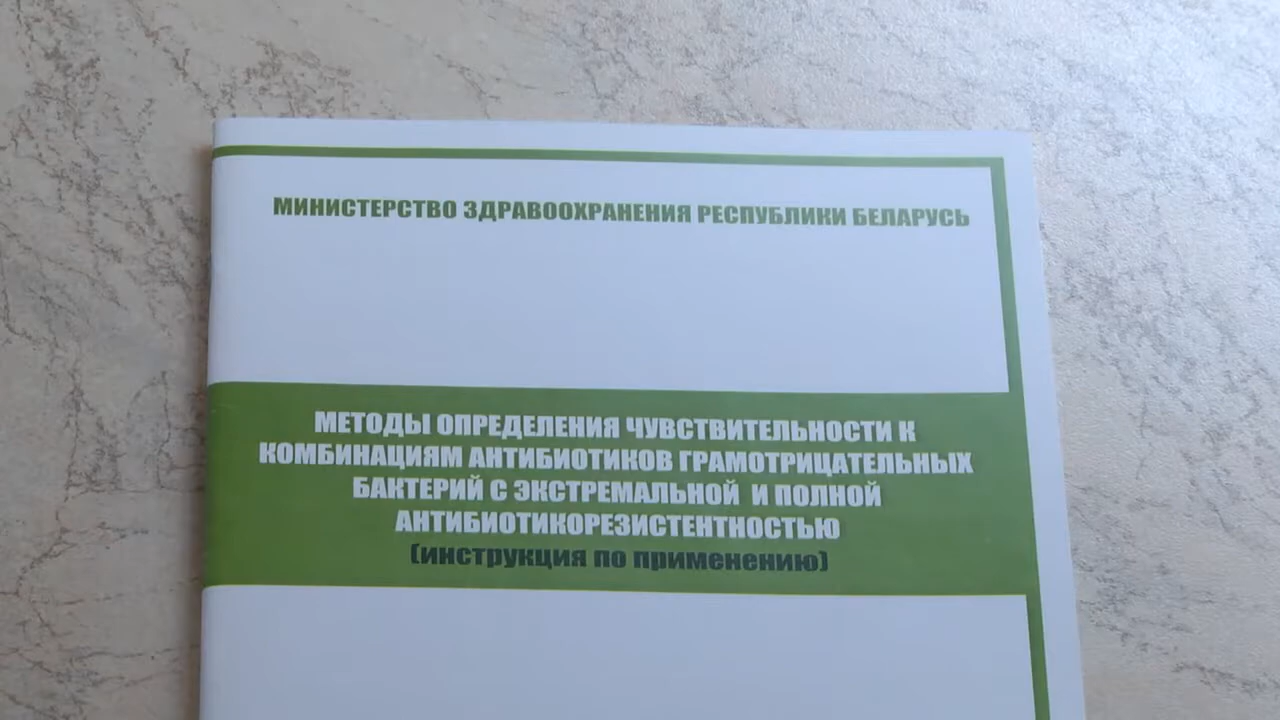 МИНИСТЕРСТВО ЗДРАВООХРАНЕНИЯ РЕСПУБЛИКИ БЕЛАРУСЬ
МЕТОДЫ ОПРЕДЕЛЕНИЯ ЧУВСТВИТЕЛЬНОСТИ К
КОМБИНАЦИЯМ АНТИБИОТИКОВ ГРАМОТРИЦАТЕЛЬНЫХ
БАКТЕРИЙ С ЭКСТРЕМАЛЬНОЙ И ПОЛНОЙ
АНТИБИОТИКОРЕЗИСТЕНТНОСТЬЮ
(инструкция по применению)